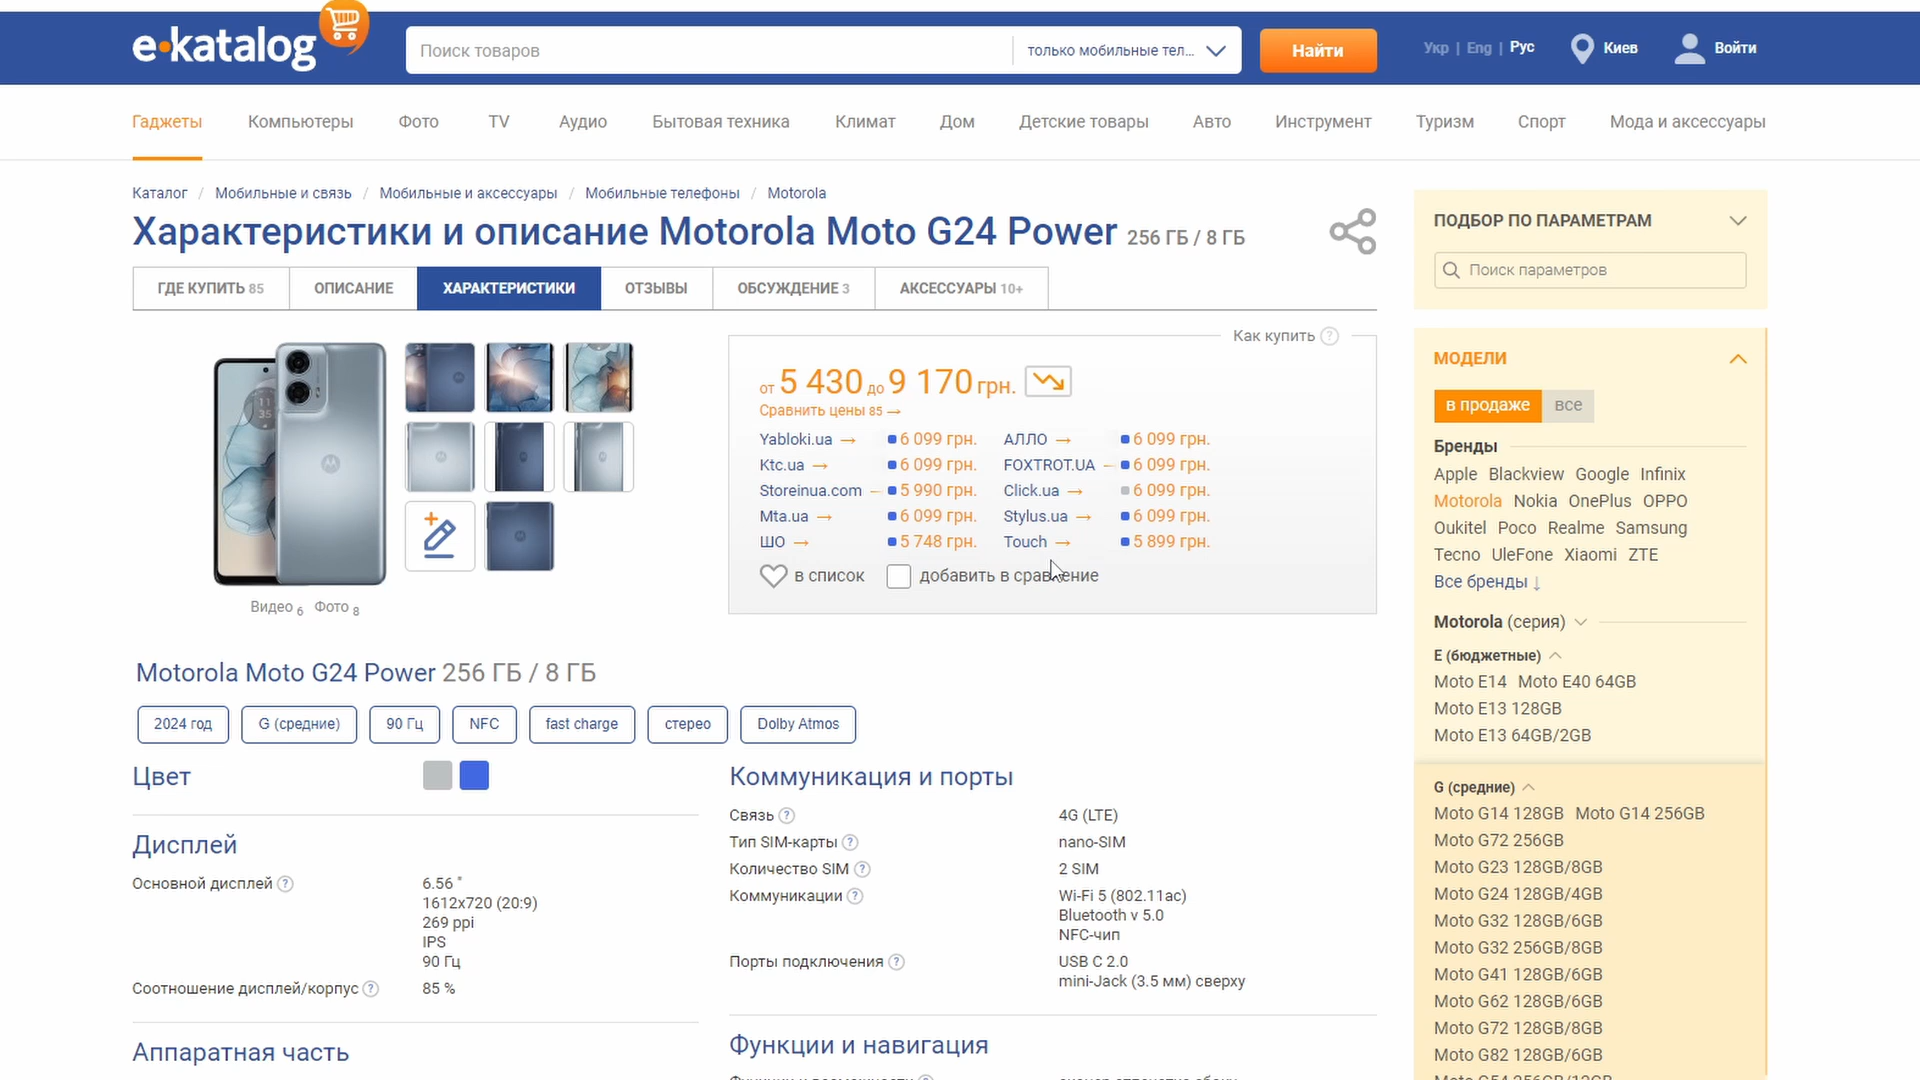 e·katalog
Поиск товаров
только мобильные тел...
Найти
Укр | Eng | Рус
Киев
Войти
Гаджеты Компьютеры Фото TV Аудио Бытовая техника Климат Дом Детские товары Авто Инструмент Туризм Спорт Мода и аксессуары
Каталог / Мобильные и связь / Мобильные и аксессуары / Мобильные телефоны / Motorola
Характеристики и описание Motorola Moto G24 Power 256 ГБ / 8 ГБ
ГДЕ КУПИТЬ 85 ОПИСАНИЕ ХАРАКТЕРИСТИКИ ОТЗЫВЫ ОБСУЖДЕНИЕ 3 АКСЕССУАРЫ 10+
Как купить ?
от 5 430 до 9 170 грн.
Сравнить цены 85 →
Yabloki.ua → 6 099 грн. АЛЛО → 6 099 грн.
Ktc.ua → 6 099 грн. FOXTROT.UA 6 099 грн.
Storeinua.com 5 990 грн. Click.ua → 6 099 грн.
Mta.ua → 6 099 грн. Stylus.ua → 6 099 грн.
ШО → 5 748 грн. Touch → 5 899 грн.
в список добавить в сравнение
Видео 6 Фото 8
Motorola Moto G24 Power 256 ГБ / 8 ГБ
2024 год G (средние) 90 Гц NFC fast charge стерео Dolby Atmos
Цвет
Дисплей
Основной дисплей ? 6.56 "
1612x720 (20:9)
269 ppi
IPS
90 Гц
Соотношение дисплей/корпус ? 85 %
Аппаратная часть
Коммуникация и порты
Связь ? 4G (LTE)
Тип SIM-карты ? nano-SIM
Количество SIM ? 2 SIM
Коммуникации ? Wi-Fi 5 (802.11ac)
Bluetooth v 5.0
NFC-чип
Порты подключения ? USB C 2.0
mini-Jack (3.5 мм) сверху
Функции и навигация
ПОДБОР ПО ПАРАМЕТРАМ
Поиск параметров
МОДЕЛИ
в продаже все
Бренды
Apple Blackview Google Infinix
Motorola Nokia OnePlus OPPO
Oukitel Poco Realme Samsung
Tecno UleFone Xiaomi ZTE
Все бренды ↓
Motorola (серия)
E (бюджетные)
Moto E14 Moto E40 64GB
Moto E13 128GB
Moto E13 64GB/2GB
G (средние)
Moto G14 128GB Moto G14 256GB
Moto G72 256GB
Moto G23 128GB/8GB
Moto G24 128GB/4GB
Moto G32 128GB/6GB
Moto G32 256GB/8GB
Moto G41 128GB/6GB
Moto G62 128GB/6GB
Moto G72 128GB/8GB
Moto G82 128GB/6GB